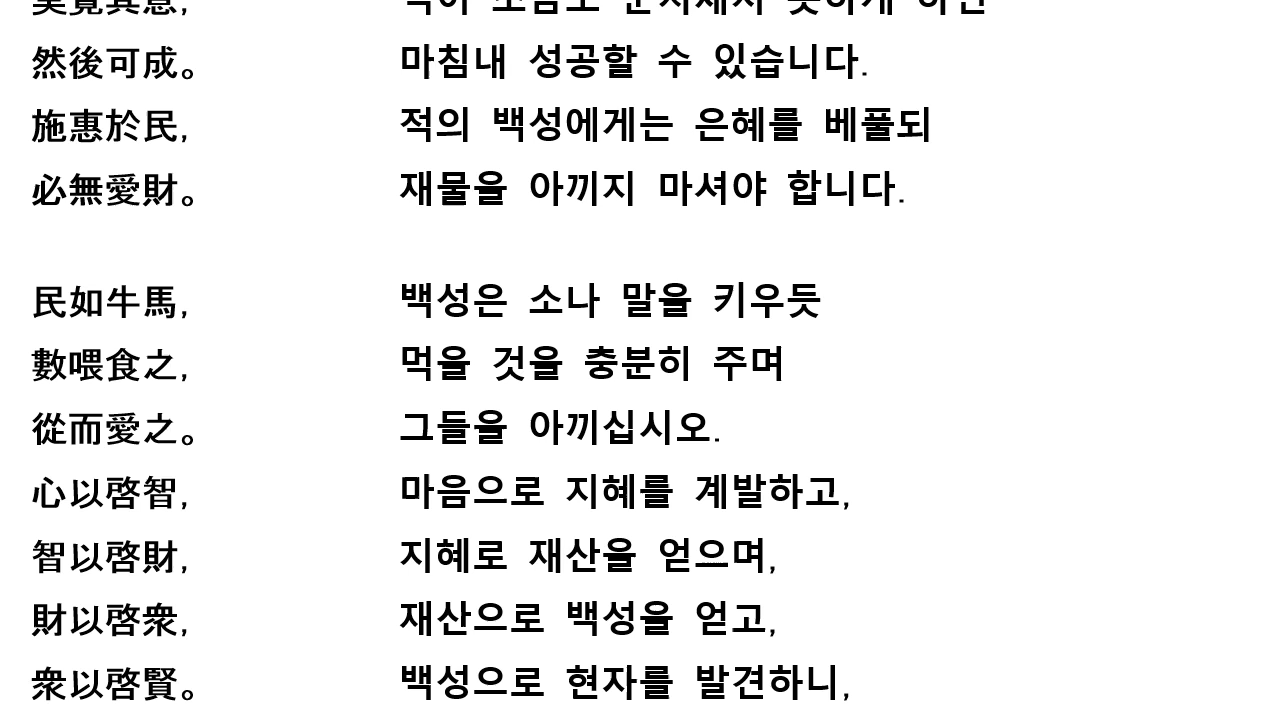 然後可成。 마침내 성공할 수 있습니다.
施惠於民, 적의 백성에게는 은혜를 베풀되
必無愛財。 재물을 아끼지 마셔야 합니다.
民如牛馬, 백성은 소나 말을 키우듯
數喂食之, 먹을 것을 충분히 주며
從而愛之。 그들을 아끼십시오.
心以啓智, 마음으로 지혜를 계발하고,
智以啓財, 지혜로 재산을 얻으며,
財以啓衆, 재산으로 백성을 얻고,
衆以啓賢。 백성으로 현자를 발견하니,